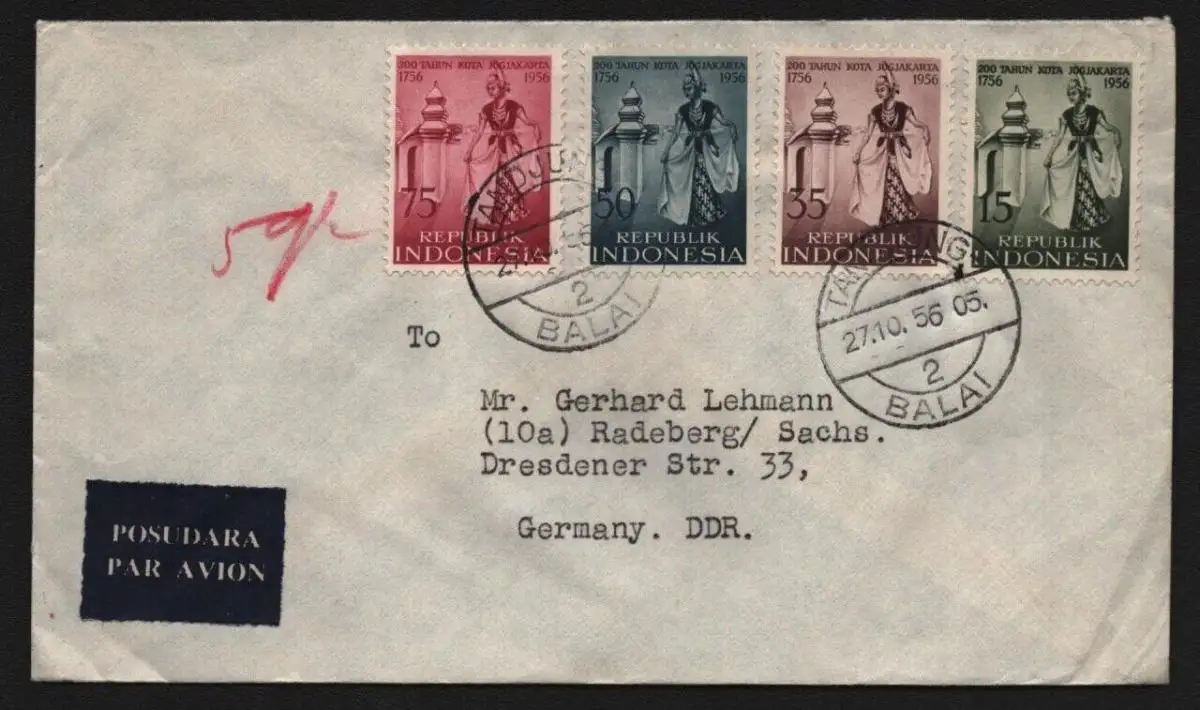 200 TAHUN KOTA JOGJAKARTA
1756 1956
75
REPUBLIK
INDONESIA
200 TAHUN KOTA JOGJAKARTA
1756 1956
50
REPUBLIK
INDONESIA
200 TAHUN KOTA JOGJAKARTA
1756 1956
35
REPUBLIK
INDONESIA
200 TAHUN KOTA JOGJAKARTA
1756 1956
15
REPUBLIK
INDONESIA
2
BALAI
27.10.56 05.
2
BALAI
To
Mr. Gerhard Lehmann
(10a) Radeberg/ Sachs.
Dresdener Str. 33,
Germany. DDR.
POSUDARA
PAR AVION